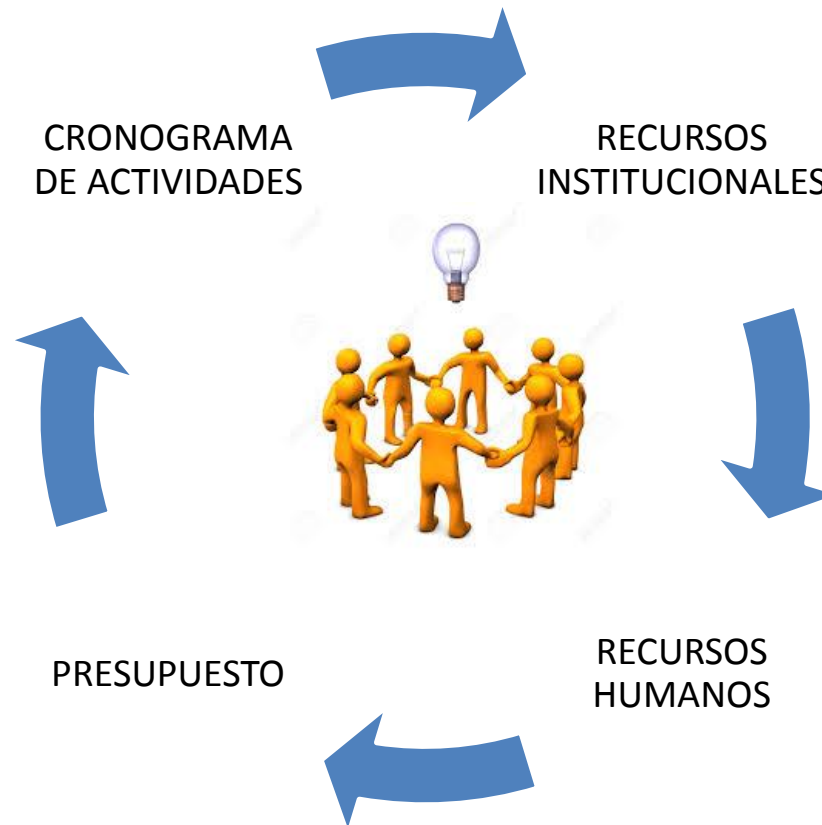 CRONOGRAMA
DE ACTIVIDADES
RECURSOS
INSTITUCIONALES
RECURSOS
HUMANOS
PRESUPUESTO